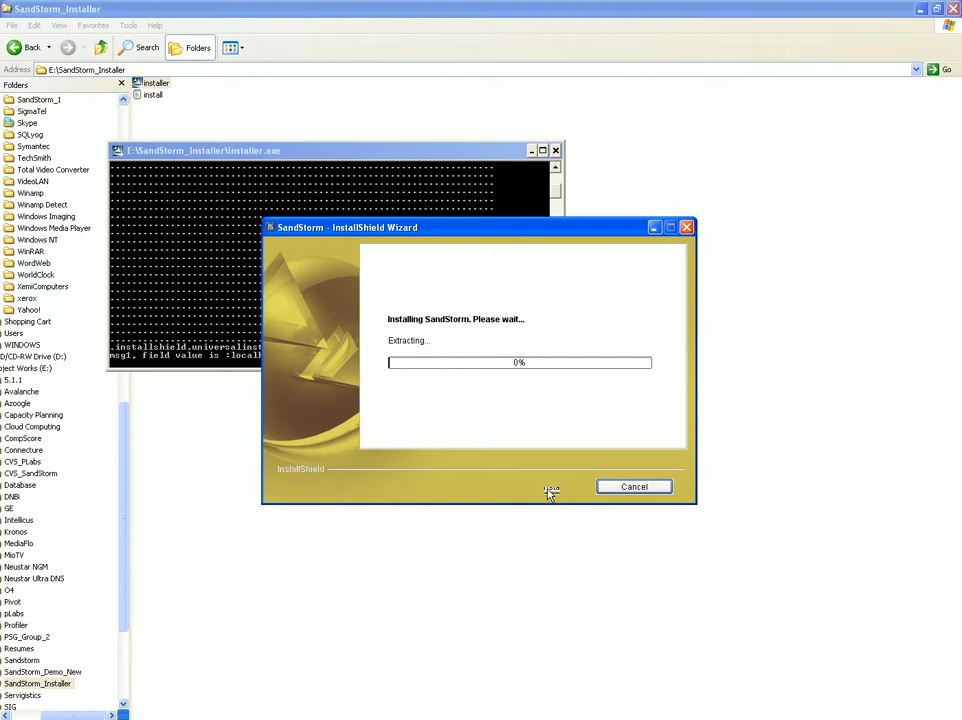 SandStorm_Installer
File Edit View Favorites Tools Help
Back Search Folders
Address E:\SandStorm_Installer Go
Folders
installer
install
SandStorm_1
SigmaTel
Skype
SQLyog
Symantec
TechSmith
Total Video Converter
VideoLAN
Winamp
Winamp Detect
Windows Imaging
Windows Media Player
Windows NT
WinRAR
WordWeb
WorldClock
XemiComputers
xerox
Yahoo!
Shopping Cart
Users
WINDOWS
D/CD-RW Drive (D:)
oject Works (E:)
5.1.1
Avalanche
Azoogle
Capacity Planning
Cloud Computing
CompScore
Connecture
CVS_PLabs
CVS_SandStorm
Database
DNBi
GE
Intellicus
Kronos
MediaFlo
MioTV
Neustar NGM
Neustar Ultra DNS
O4
Pivot
pLabs
Profiler
PSG_Group_2
Resumes
Sandstorm
SandStorm_Demo_New
SandStorm_Installer
Servigistics
SIG
E:\SandStorm_Installer\installer.exe
.installshield.universalinst
msg1, field value is :local
SandStorm - InstallShield Wizard
Installing SandStorm. Please wait...
Extracting...
0%
InstallShield
Cancel